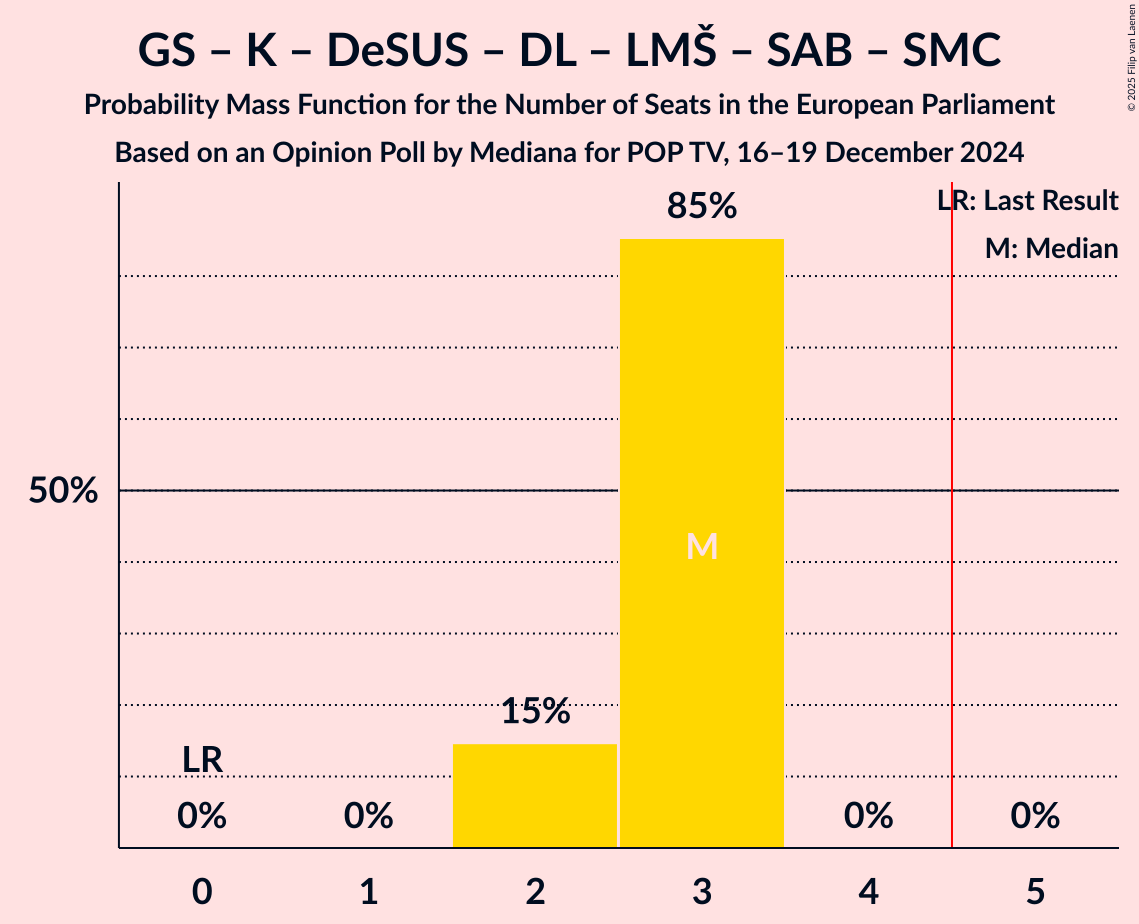 GS – K – DeSUS – DL – LMŠ – SAB – SMC
Probability Mass Function for the Number of Seats in the European Parliament
Based on an Opinion Poll by Mediana for POP TV, 16–19 December 2024
© 2025 Filip van Laenen
LR: Last Result
M: Median
85%
50%
M
15%
LR
0%
0%
0%
0%
0
1
2
3
4
5